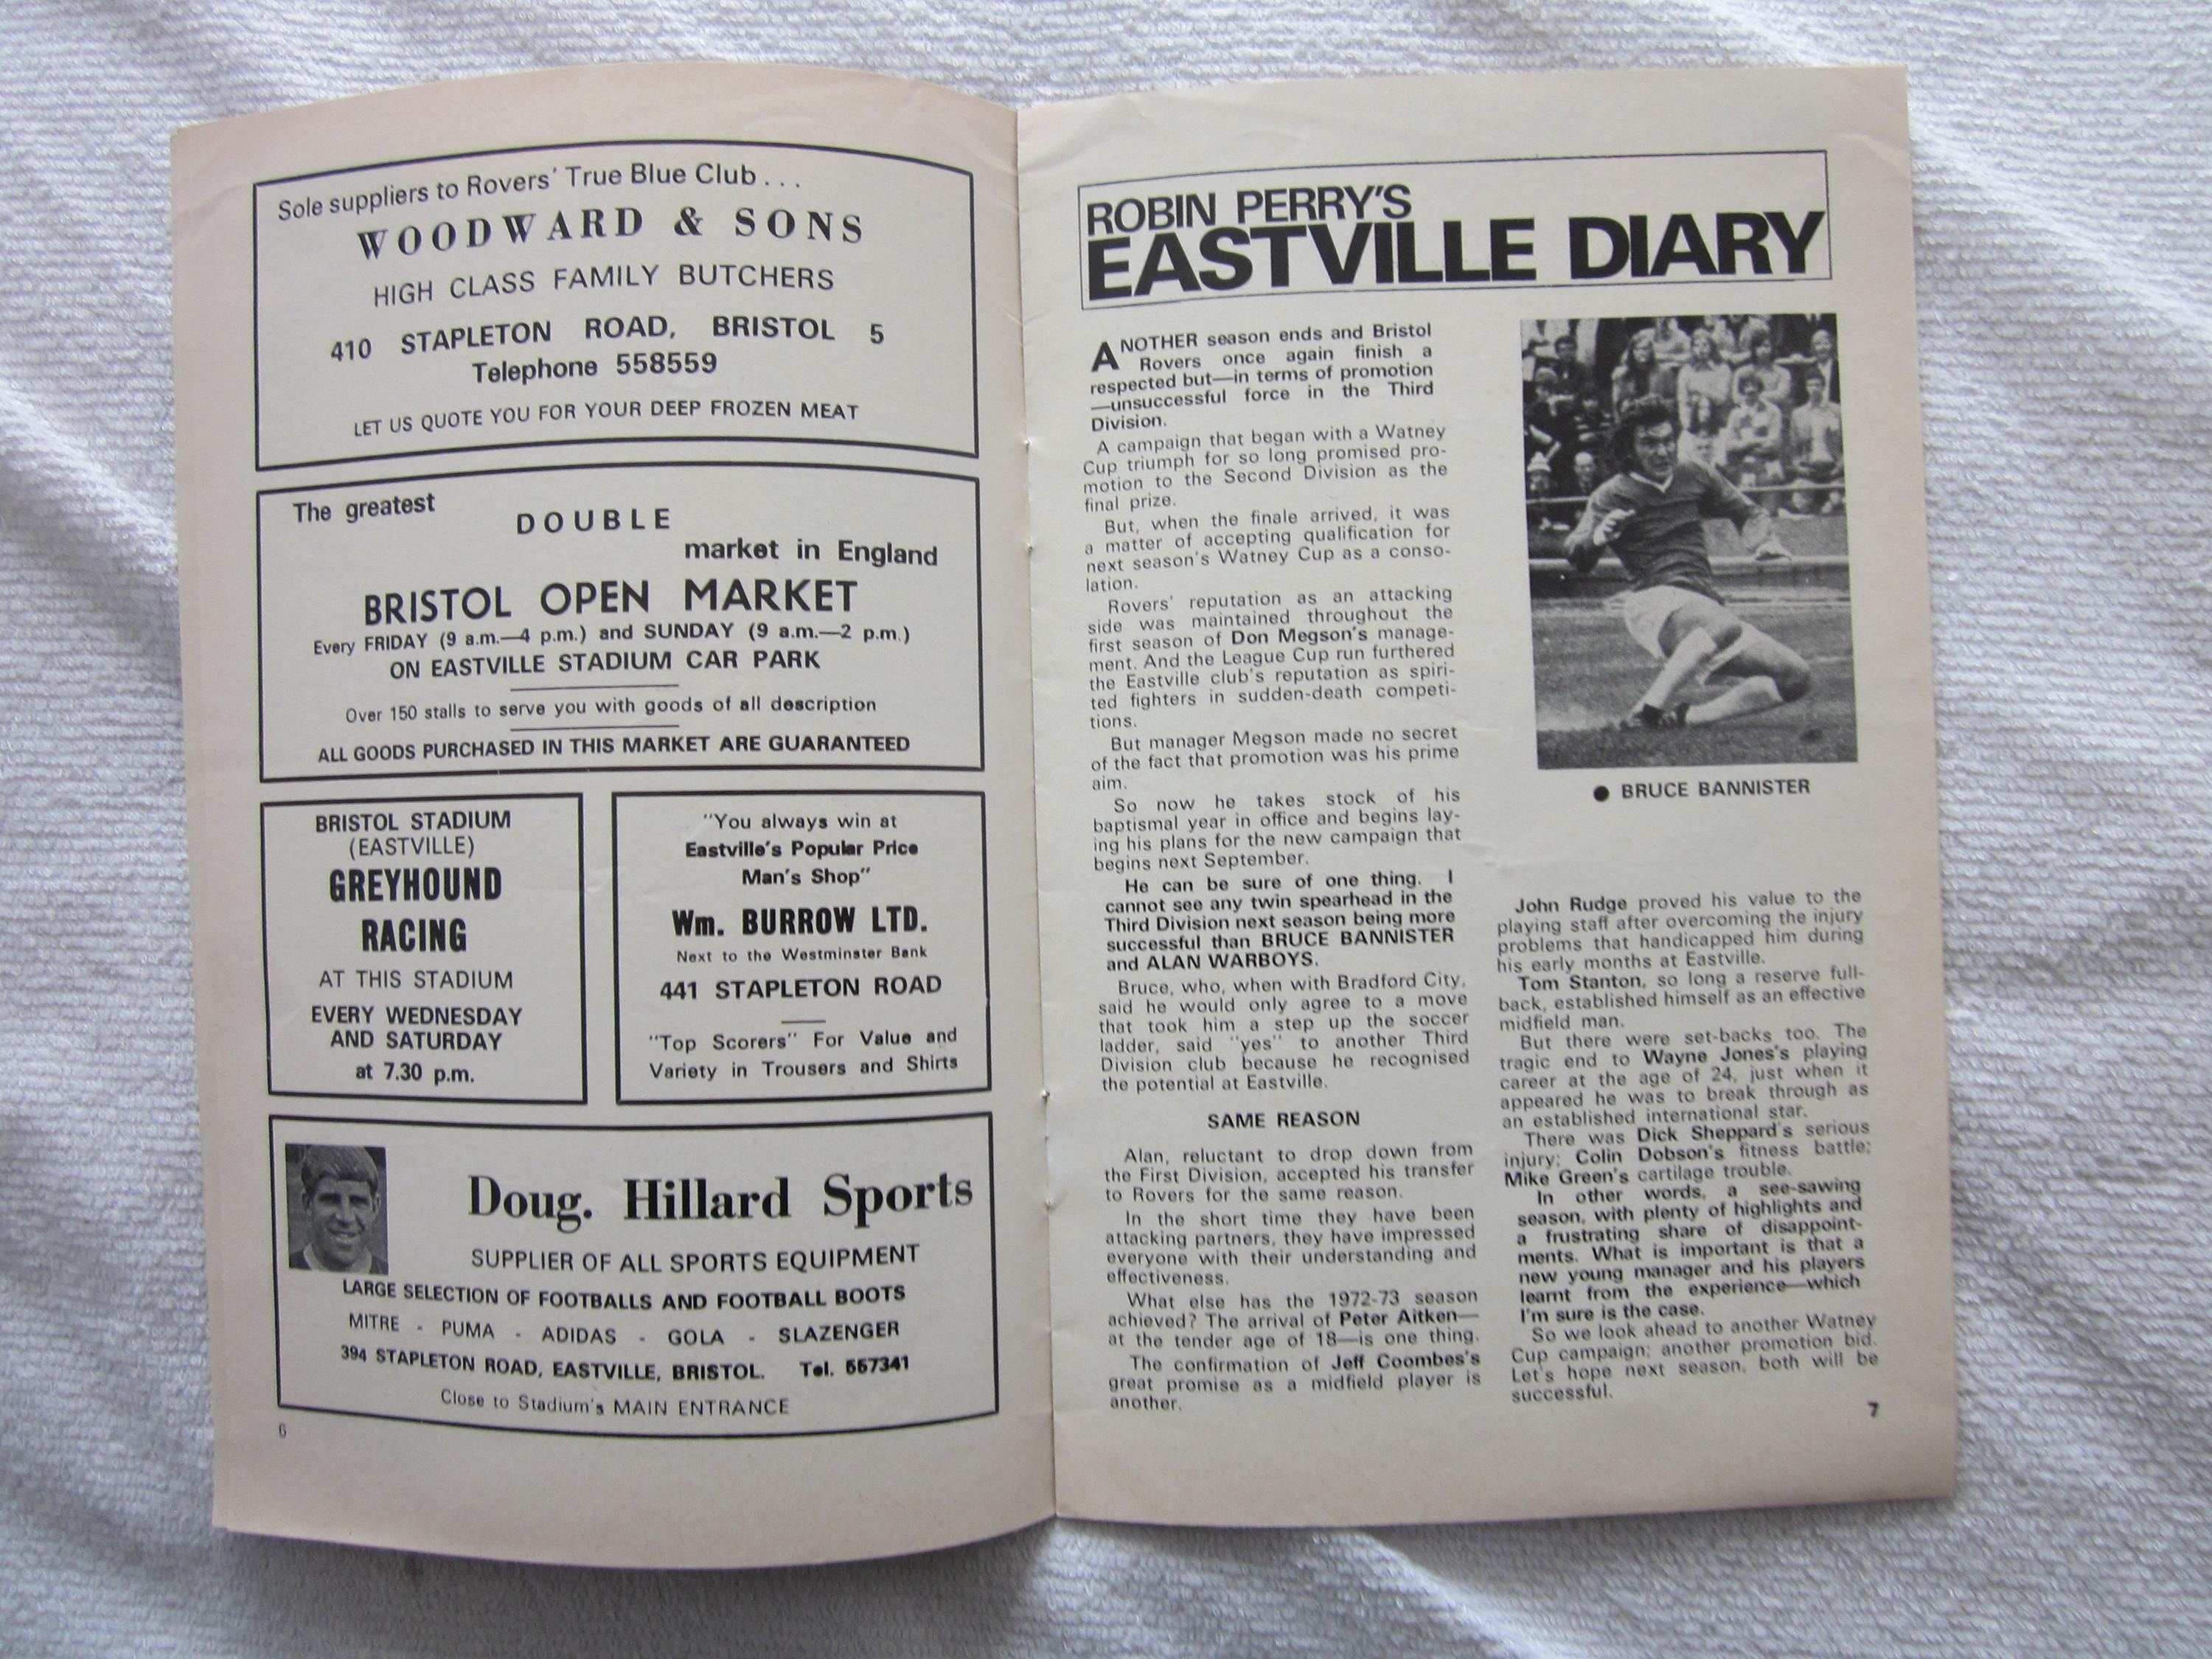 Sole suppliers to Rovers' True Blue Club . . .
WOODWARD & SONS
HIGH CLASS FAMILY BUTCHERS
410 STAPLETON ROAD, BRISTOL 5
Telephone 558559
LET US QUOTE YOU FOR YOUR DEEP FROZEN MEAT
The greatest
DOUBLE
market in England
BRISTOL OPEN MARKET
Every FRIDAY (9 a.m.—4 p.m.) and SUNDAY (9 a.m.—2 p.m.)
ON EASTVILLE STADIUM CAR PARK
Over 150 stalls to serve you with goods of all description
ALL GOODS PURCHASED IN THIS MARKET ARE GUARANTEED
BRISTOL STADIUM
(EASTVILLE)
GREYHOUND
RACING
AT THIS STADIUM
EVERY WEDNESDAY
AND SATURDAY
at 7.30 p.m.
"You always win at
Eastville's Popular Price
Man's Shop"
Wm. BURROW LTD.
Next to the Westminster Bank
441 STAPLETON ROAD
"Top Scorers" For Value and
Variety in Trousers and Shirts
Doug. Hillard Sports
SUPPLIER OF ALL SPORTS EQUIPMENT
LARGE SELECTION OF FOOTBALLS AND FOOTBALL BOOTS
MITRE - PUMA - ADIDAS - GOLA - SLAZENGER
394 STAPLETON ROAD, EASTVILLE, BRISTOL. Tel. 557341
Close to Stadium's MAIN ENTRANCE
6
ROBIN PERRY'S
EASTVILLE DIARY
ANOTHER season ends and Bristol
Rovers once again finish a
respected but—in terms of promotion
—unsuccessful force in the Third
Division.
A campaign that began with a Watney
Cup triumph for so long promised pro-
motion to the Second Division as the
final prize.
But, when the finale arrived, it was
a matter of accepting qualification for
next season's Watney Cup as a conso-
lation.
Rovers' reputation as an attacking
side was maintained throughout the
first season of Don Megson's manage-
ment. And the League Cup run furthered
the Eastville club's reputation as spiri-
ted fighters in sudden-death competi-
tions.
But manager Megson made no secret
of the fact that promotion was his prime
aim.
So now he takes stock of his
baptismal year in office and begins lay-
ing his plans for the new campaign that
begins next September.
He can be sure of one thing. I
cannot see any twin spearhead in the
Third Division next season being more
successful than BRUCE BANNISTER
and ALAN WARBOYS.
Bruce, who, when with Bradford City,
said he would only agree to a move
that took him a step up the soccer
ladder, said "yes" to another Third
Division club because he recognised
the potential at Eastville.
SAME REASON
Alan, reluctant to drop down from
the First Division, accepted his transfer
to Rovers for the same reason.
In the short time they have been
attacking partners, they have impressed
everyone with their understanding and
effectiveness.
What else has the 1972-73 season
achieved? The arrival of Peter Aitken—
at the tender age of 18—is one thing.
The confirmation of Jeff Coombes's
great promise as a midfield player is
another.
● BRUCE BANNISTER
John Rudge proved his value to the
playing staff after overcoming the injury
problems that handicapped him during
his early months at Eastville.
Tom Stanton, so long a reserve full-
back, established himself as an effective
midfield man.
But there were set-backs too. The
tragic end to Wayne Jones's playing
career at the age of 24, just when it
appeared he was to break through as
an established international star.
There was Dick Sheppard's serious
injury; Colin Dobson's fitness battle;
Mike Green's cartilage trouble.
In other words, a see-sawing
season, with plenty of highlights and
a frustrating share of disappoint-
ments. What is important is that a
new young manager and his players
learnt from the experience—which
I'm sure is the case.
So we look ahead to another Watney
Cup campaign; another promotion bid.
Let's hope next season, both will be
successful.
7